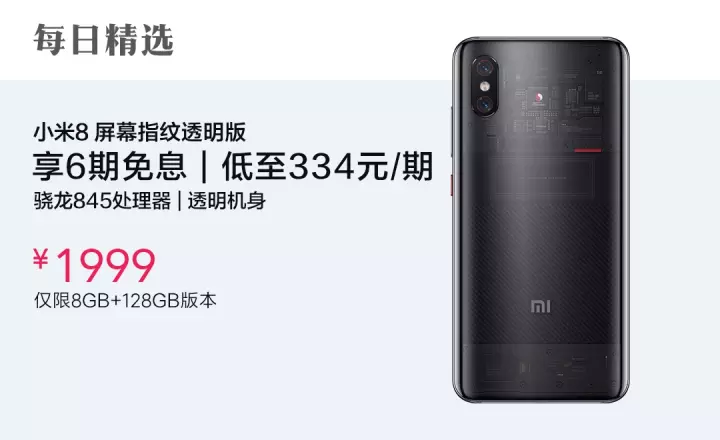 每日精选
小米8 屏幕指纹透明版
享6期免息 | 低至334元/期
骁龙845处理器 | 透明机身
¥1999
仅限8GB+128GB版本